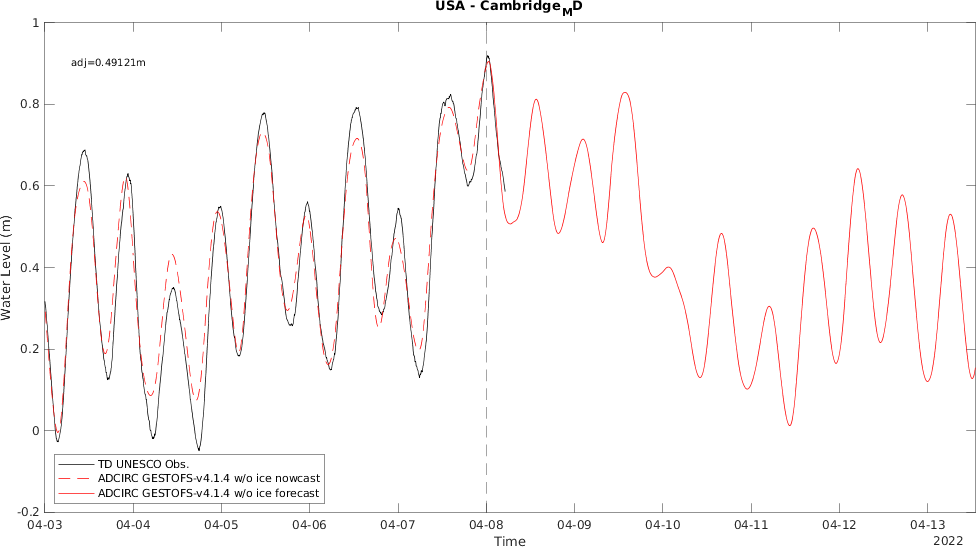 USA - Cambridge_MD
1
adj=0.49121m
0.8
0.6
0.4
0.2
0
-0.2
Water Level (m)
TD UNESCO Obs.
ADCIRC GESTOFS-v4.1.4 w/o ice nowcast
ADCIRC GESTOFS-v4.1.4 w/o ice forecast
04-03 04-04 04-05 04-06 04-07 04-08 04-09 04-10 04-11 04-12 04-13
Time
2022